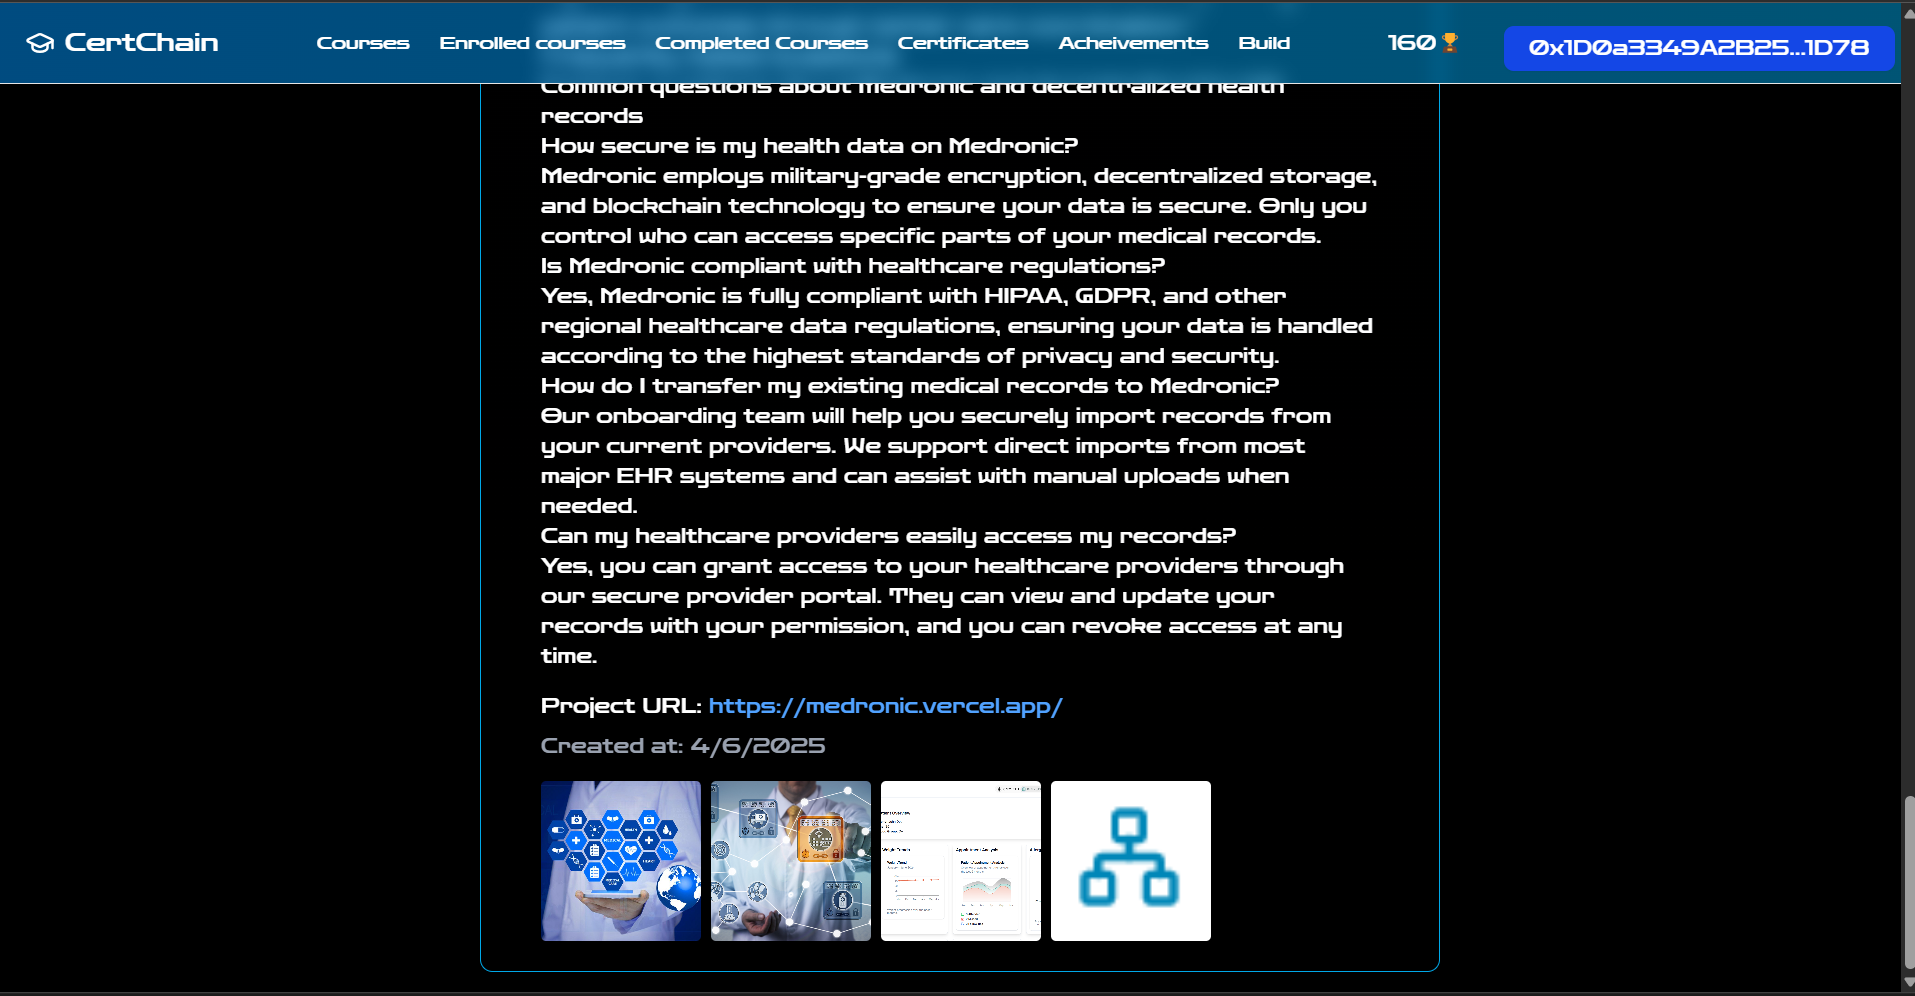 CertChain
Courses Enrolled courses Completed Courses Certificates Acheivements Build
160
0x1D0a3349A2B25...1D78
Common questions about Medronic and decentralized health
records
How secure is my health data on Medronic?
Medronic employs military-grade encryption, decentralized storage,
and blockchain technology to ensure your data is secure. Only you
control who can access specific parts of your medical records.
Is Medronic compliant with healthcare regulations?
Yes, Medronic is fully compliant with HIPAA, GDPR, and other
regional healthcare data regulations, ensuring your data is handled
according to the highest standards of privacy and security.
How do I transfer my existing medical records to Medronic?
Our onboarding team will help you securely import records from
your current providers. We support direct imports from most
major EHR systems and can assist with manual uploads when
needed.
Can my healthcare providers easily access my records?
Yes, you can grant access to your healthcare providers through
our secure provider portal. They can view and update your
records with your permission, and you can revoke access at any
time.
Project URL: https://medronic.vercel.app/
Created at: 4/6/2025
Weight Trends
Appointment Analysis